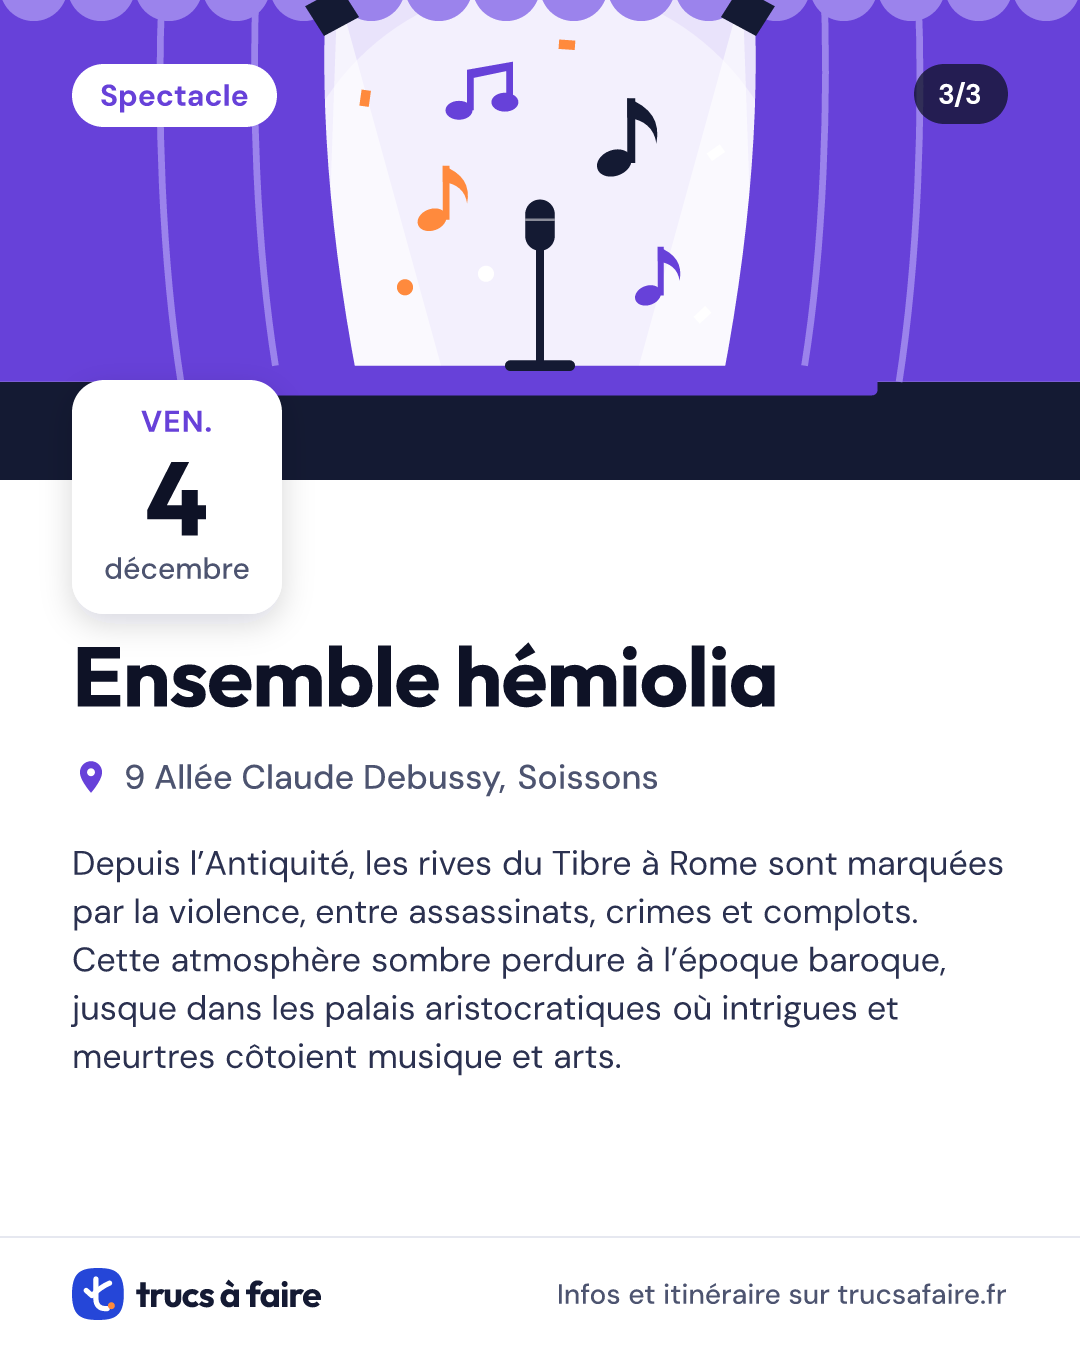 Spectacle
3/3
VEN.
4
décembre
Ensemble hémiolia
9 Allée Claude Debussy, Soissons
Depuis l’Antiquité, les rives du Tibre à Rome sont marquées
par la violence, entre assassinats, crimes et complots.
Cette atmosphère sombre perdure à l’époque baroque,
jusque dans les palais aristocratiques où intrigues et
meurtres côtoient musique et arts.
trucs à faire
Infos et itinéraire sur trucsafaire.fr